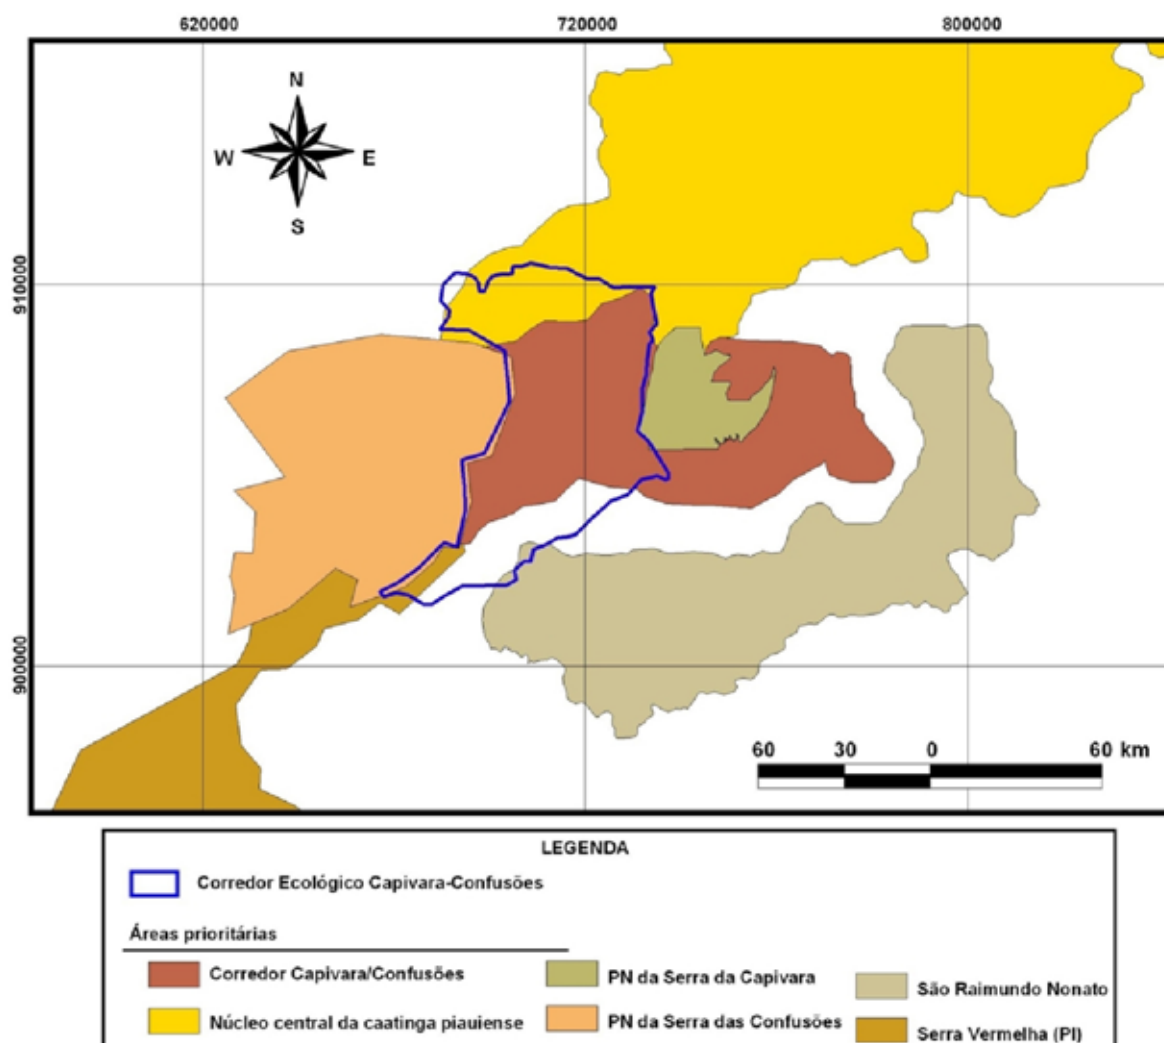 620000 720000 800000
N
W E
S
910000
900000
60 30 0 60 km
LEGENDA
Corredor Ecológico Capivara-Confusões
Áreas prioritárias
Corredor Capivara/Confusões
PN da Serra da Capivara
São Raimundo Nonato
Núcleo central da caatinga piauiense
PN da Serra das Confusões
Serra Vermelha (PI)